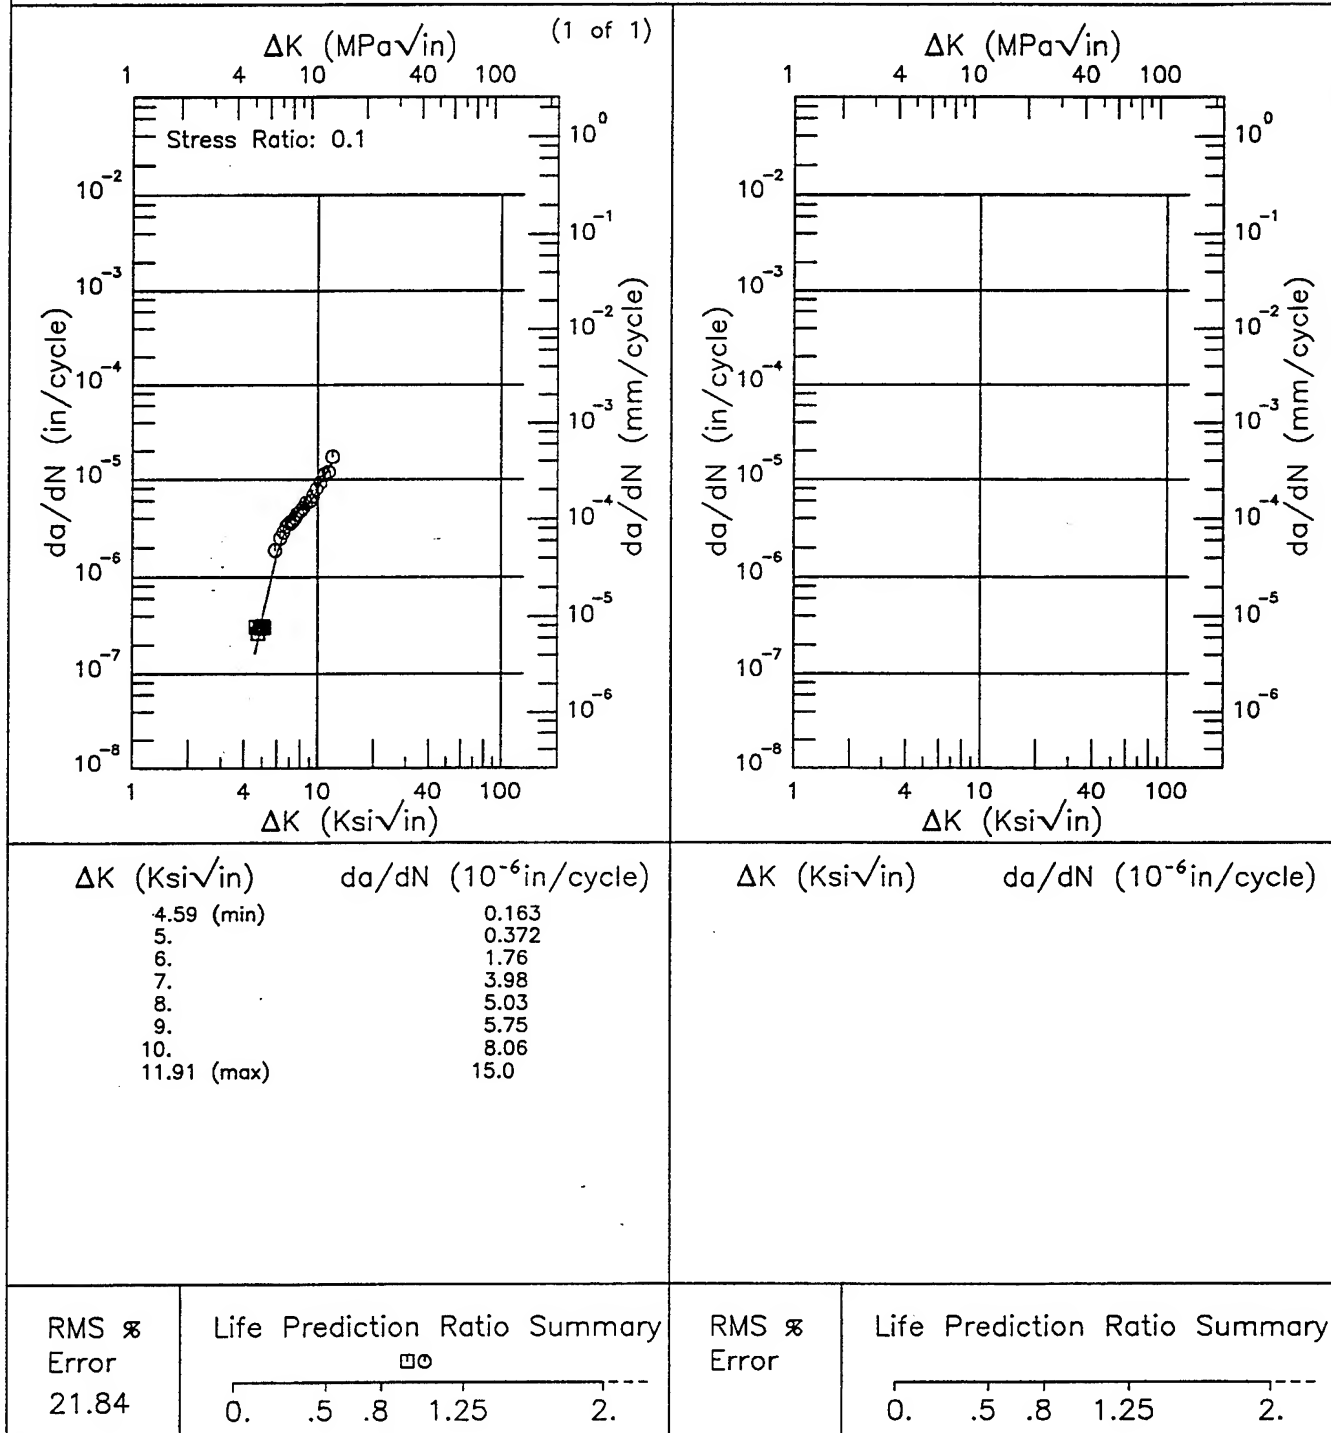 (1 of 1)
ΔK (MPa√in)
1 4 10 40 100
Stress Ratio: 0.1
10⁰
10⁻²
10⁻¹
10⁻³
10⁻²
10⁻⁴
10⁻³
10⁻⁵
10⁻⁴
10⁻⁶
10⁻⁵
10⁻⁷
10⁻⁶
10⁻⁸
da/dN (in/cycle)
da/dN (mm/cycle)
1 4 10 40 100
ΔK (Ksi√in)
ΔK (MPa√in)
1 4 10 40 100
10⁰
10⁻²
10⁻¹
10⁻³
10⁻²
10⁻⁴
10⁻³
10⁻⁵
10⁻⁴
10⁻⁶
10⁻⁵
10⁻⁷
10⁻⁶
10⁻⁸
da/dN (in/cycle)
da/dN (mm/cycle)
1 4 10 40 100
ΔK (Ksi√in)
ΔK (Ksi√in) da/dN (10⁻⁶in/cycle)
4.59 (min) 0.163
5. 0.372
6. 1.76
7. 3.98
8. 5.03
9. 5.75
10. 8.06
11.91 (max) 15.0
ΔK (Ksi√in) da/dN (10⁻⁶in/cycle)
RMS %
Error
21.84
Life Prediction Ratio Summary
0. .5 .8 1.25 2.
RMS %
Error
Life Prediction Ratio Summary
0. .5 .8 1.25 2.